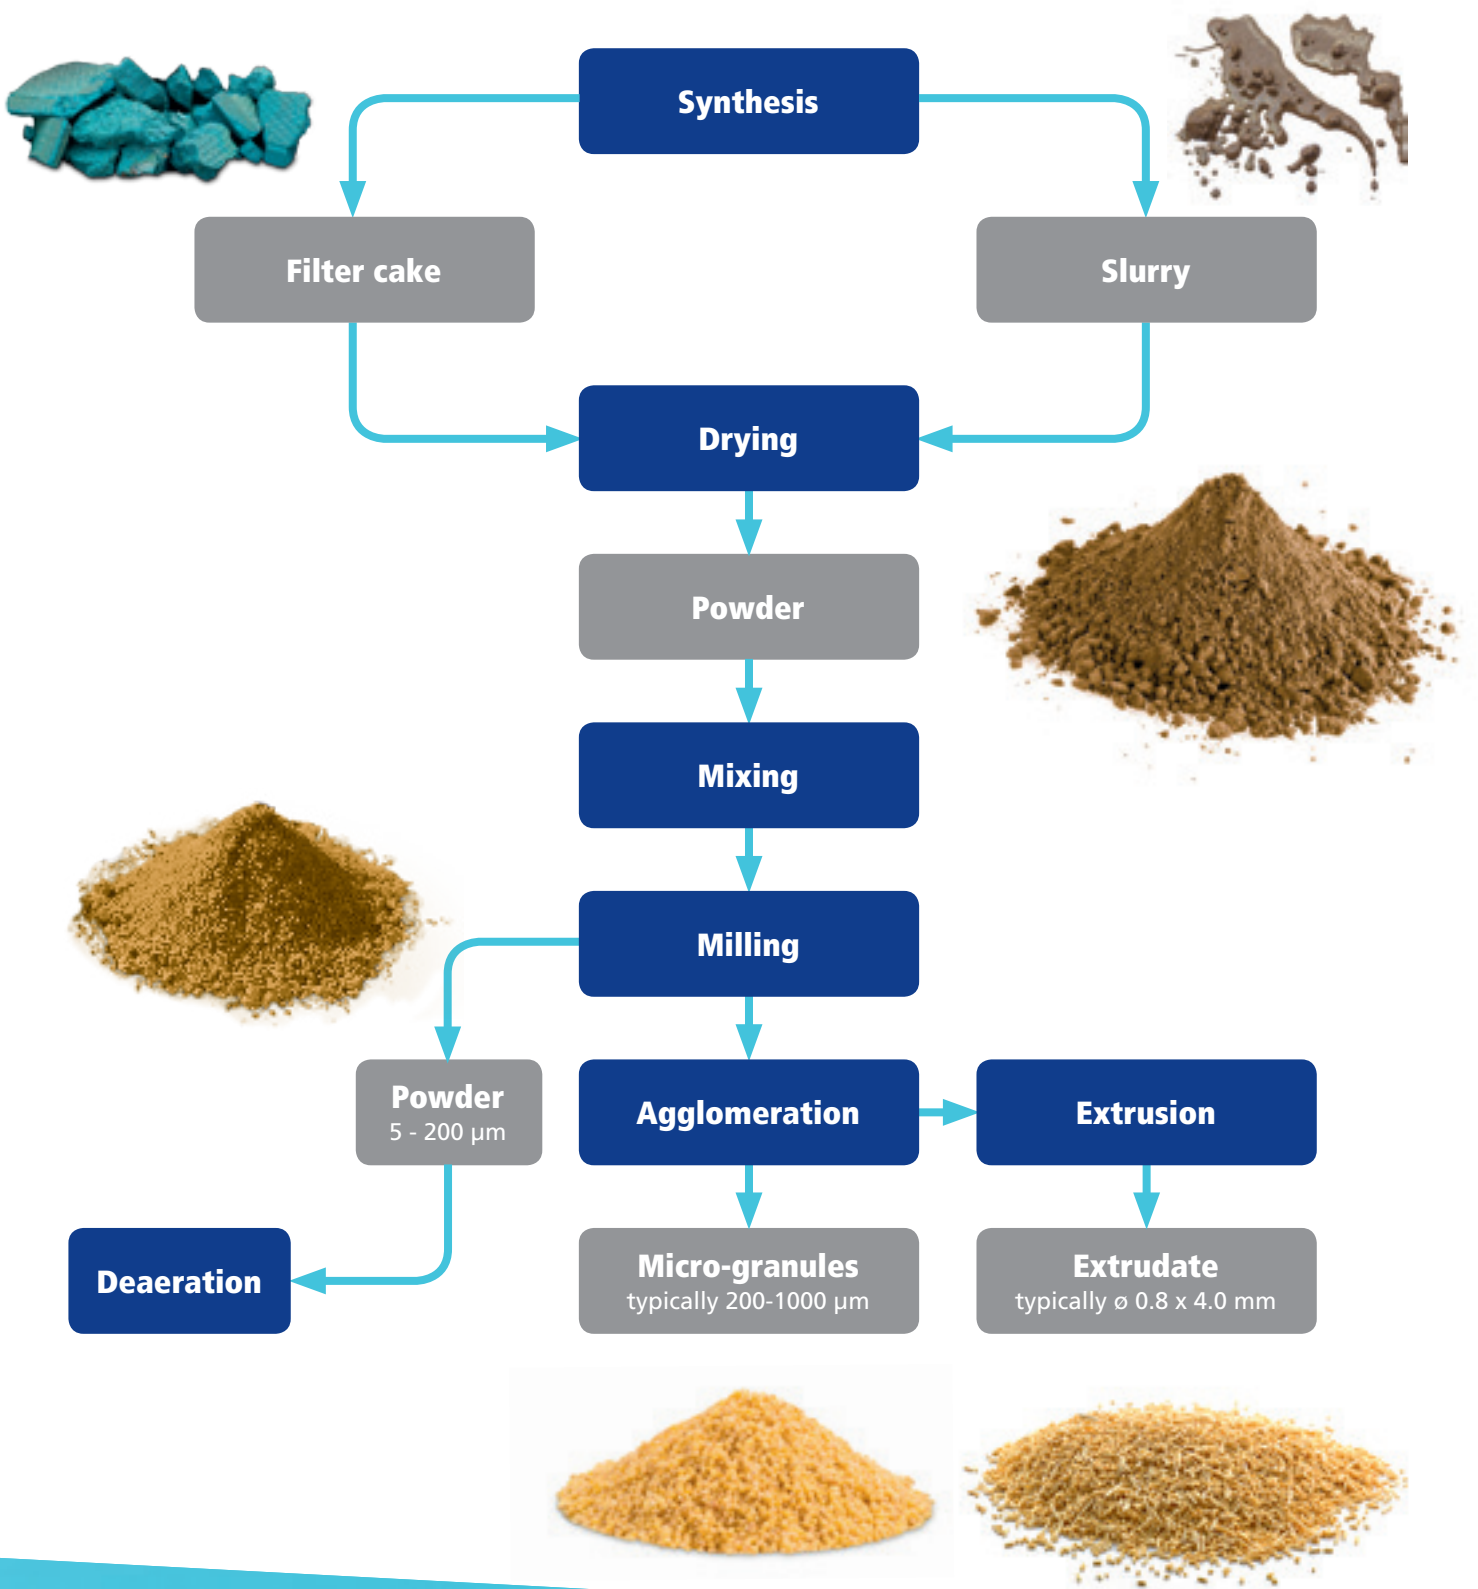 Synthesis
Filter cake
Slurry
Drying
Powder
Mixing
Milling
Powder
5 - 200 µm
Agglomeration
Extrusion
Deaeration
Micro-granules
typically 200-1000 µm
Extrudate
typically ø 0.8 x 4.0 mm